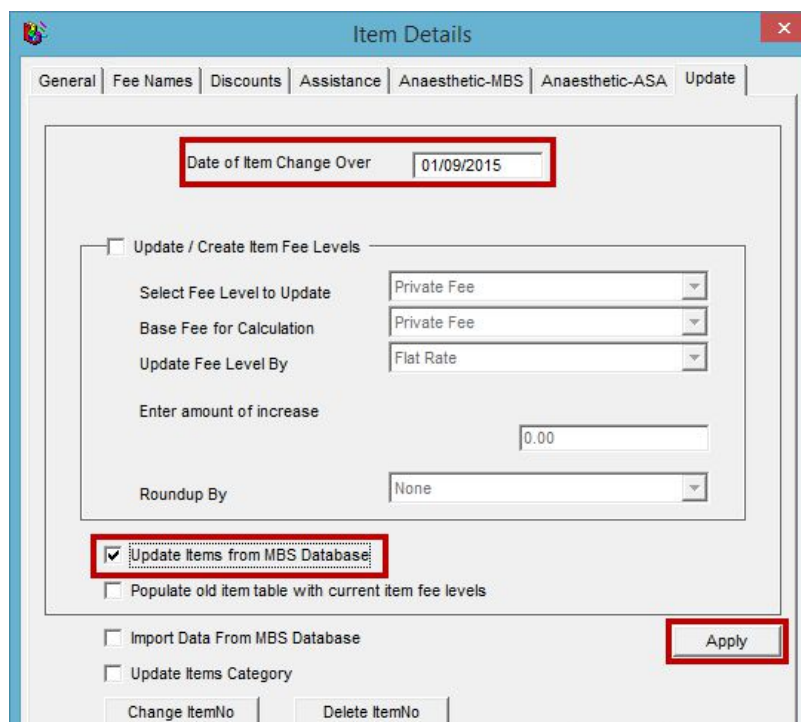 Item Details
General Fee Names Discounts Assistance Anaesthetic-MBS Anaesthetic-ASA Update
Date of Item Change Over 01/09/2015
Update / Create Item Fee Levels
Select Fee Level to Update Private Fee
Base Fee for Calculation Private Fee
Update Fee Level By Flat Rate
Enter amount of increase
0.00
Roundup By None
Update Items from MBS Database
Populate old item table with current item fee levels
Import Data From MBS Database
Apply
Update Items Category
Change ItemNo Delete ItemNo